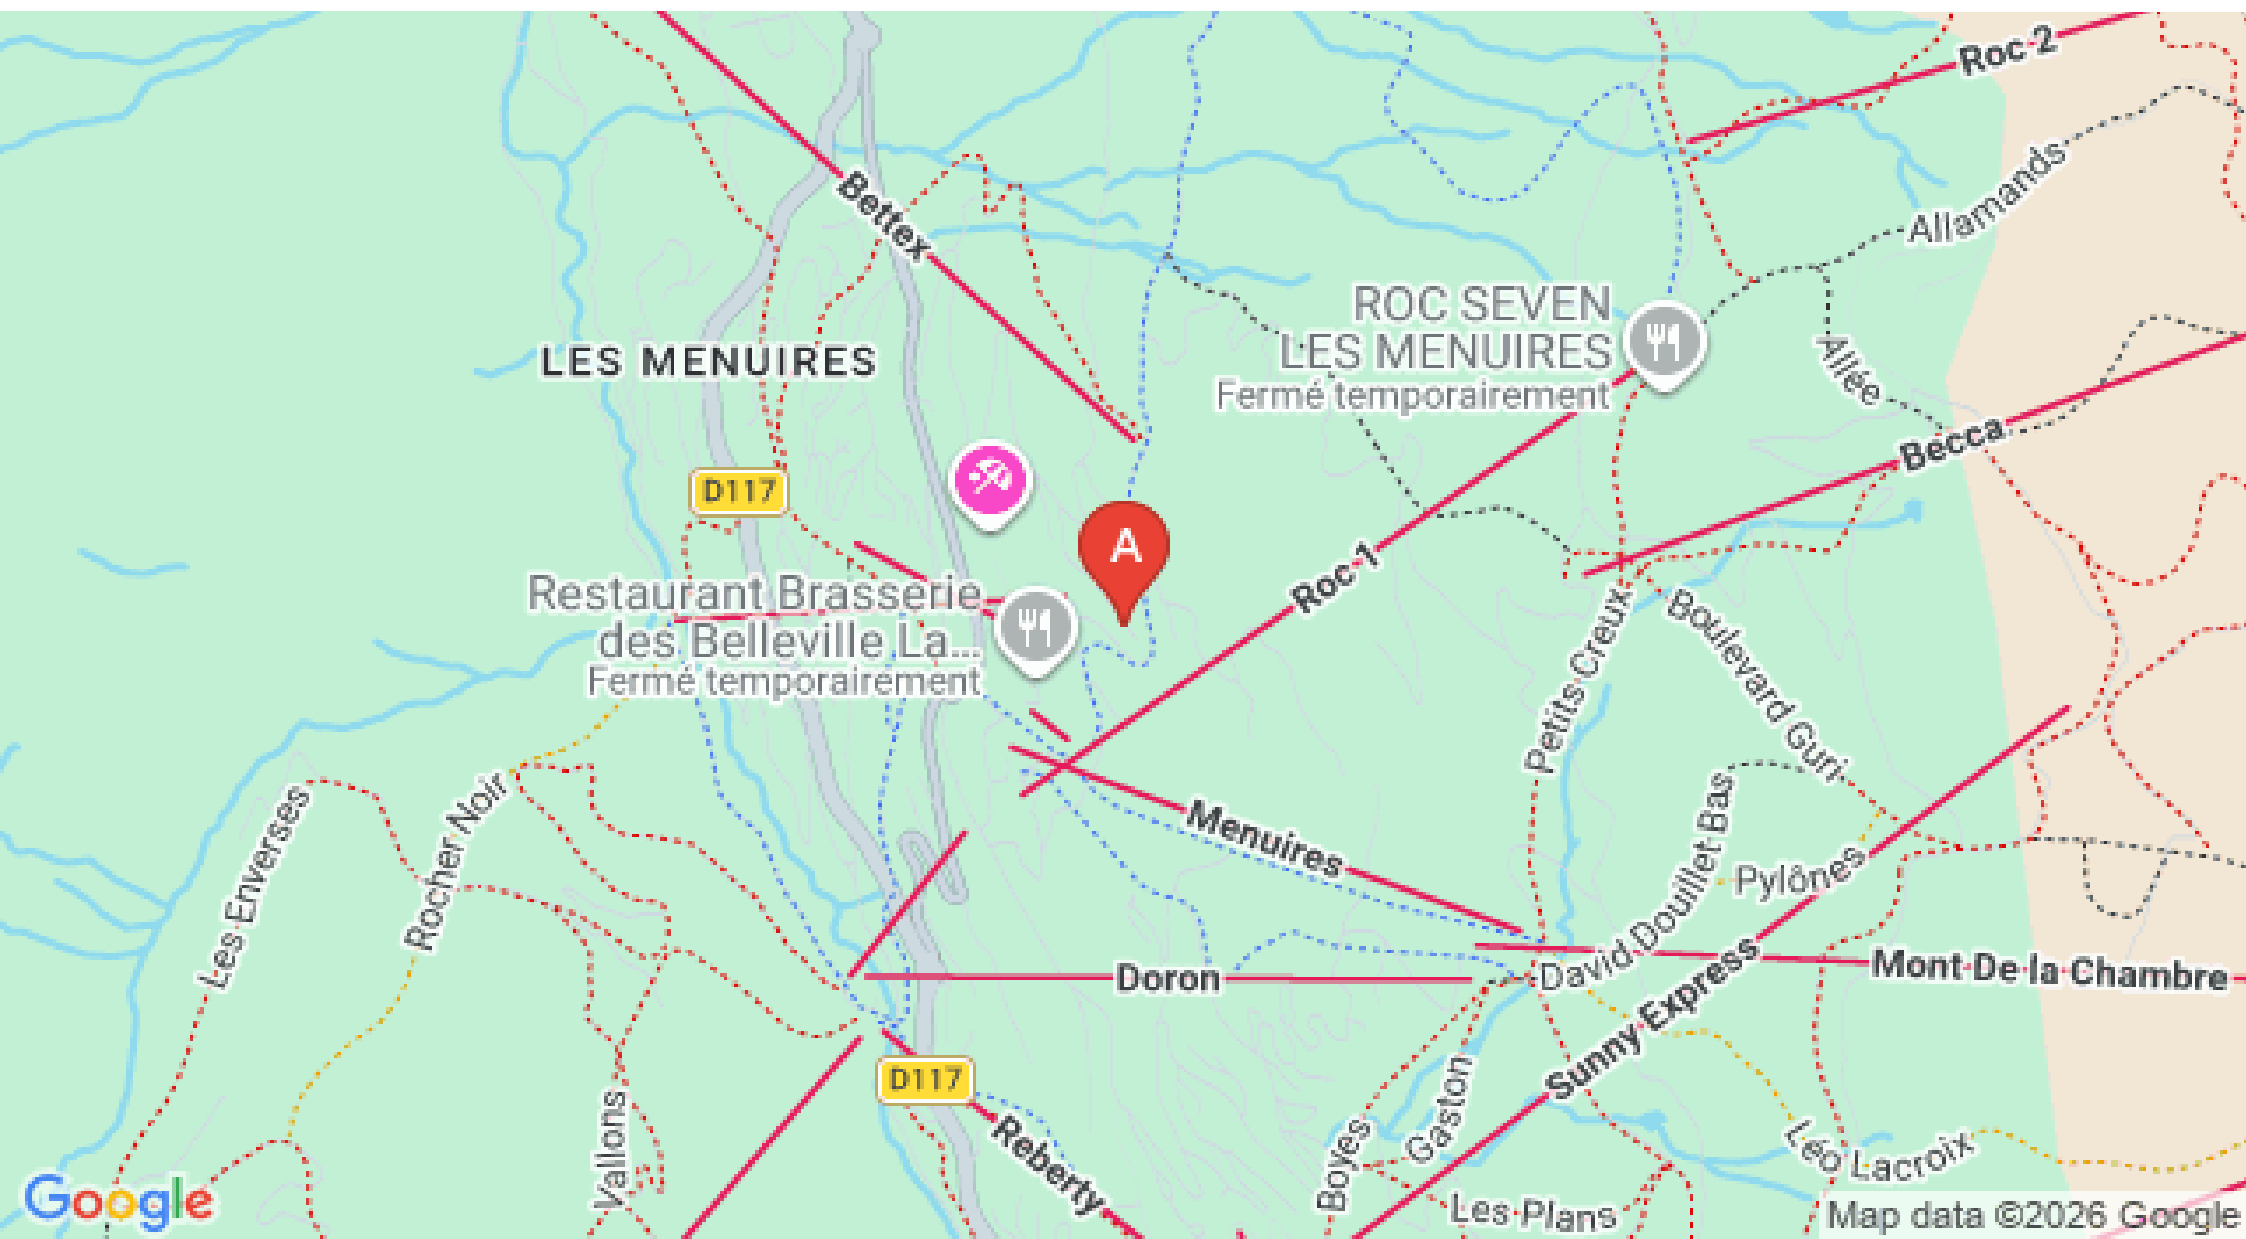 Roc 2
Allamands
Bettex
ROC SEVEN
LES MENUIRES
Fermé temporairement
LES MENUIRES
Allée
Becca
D117
A
Roc 1
Restaurant Brasserie
des Belleville La...
Fermé temporairement
Petits Creux
Boulevard Guri
Les Enverses
Rocher Noir
Menuires
David Douillet Bas
Pylônes
Doron
Mont De la Chambre
Sunny Express
D117
Reberty
Vallons
Boyes
Gaston
Léo Lacroix
Les Plans
Google
Map data ©2026 Google